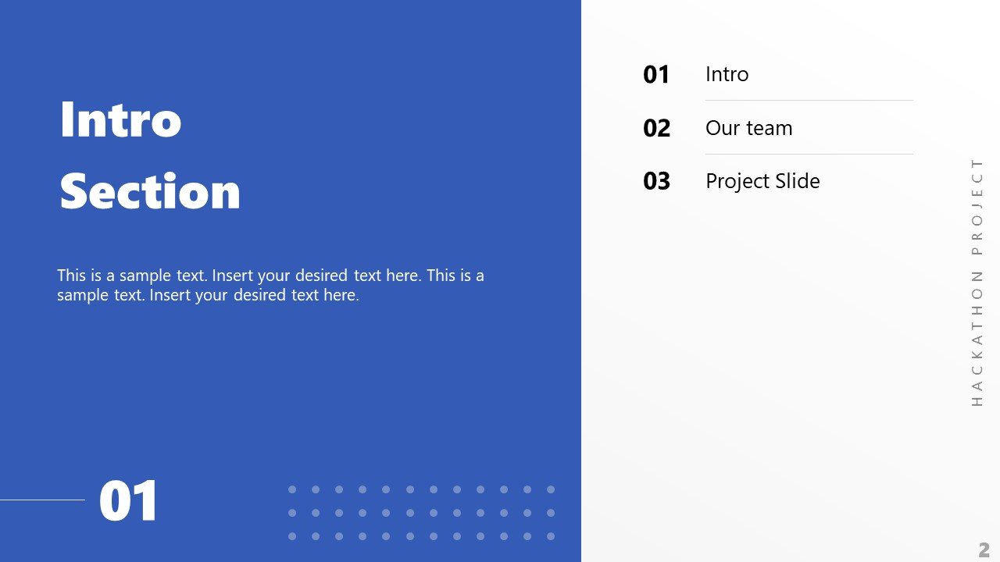 Intro
Section
This is a sample text. Insert your desired text here. This is a
sample text. Insert your desired text here.
01
01 Intro
02 Our team
03 Project Slide
HACKATHON PROJECT
2